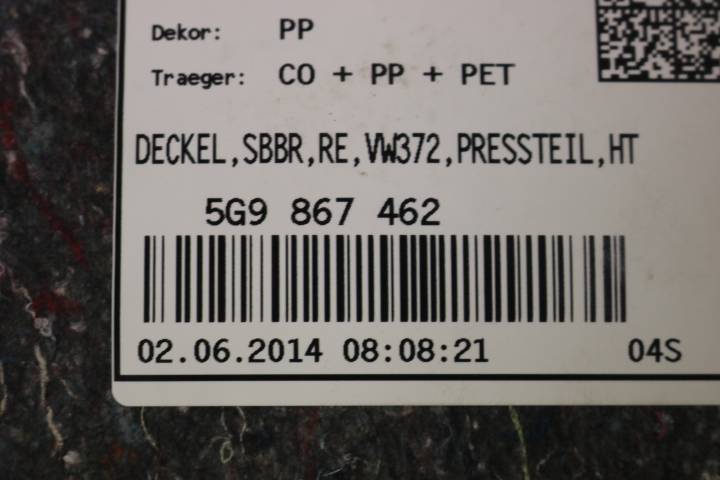 Dekor: PP
Traeger: CO + PP + PET
DECKEL,SBBR,RE,VW372,PRESSTEIL,HT
5G9 867 462
02.06.2014 08:08:21 04S